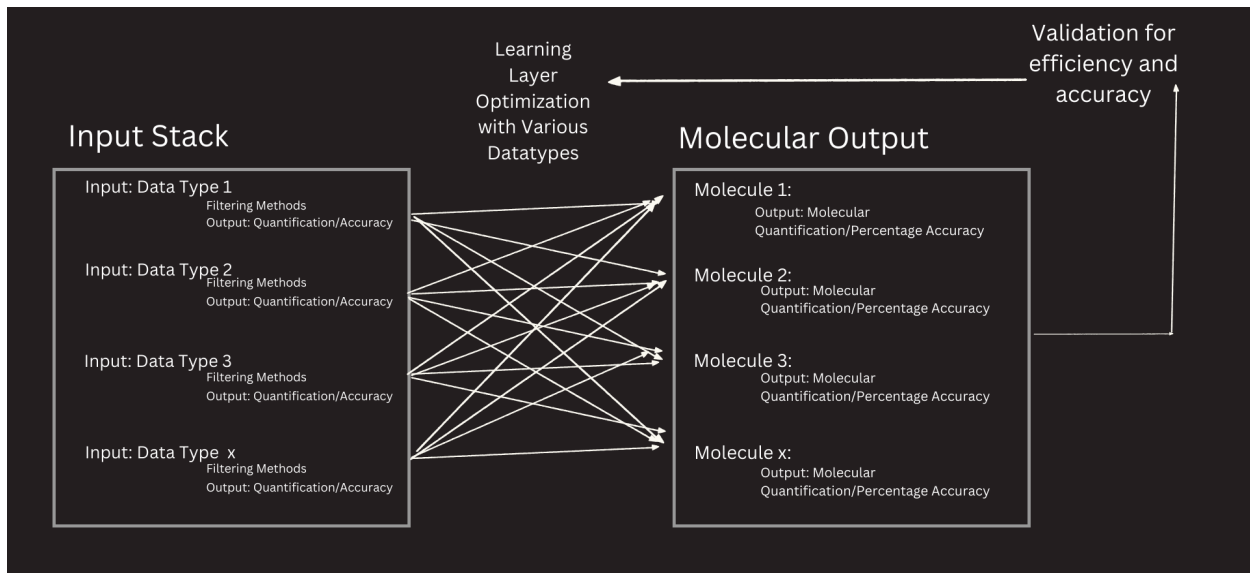 Input Stack
Input: Data Type 1
Filtering Methods
Output: Quantification/Accuracy
Input: Data Type 2
Filtering Methods
Output: Quantification/Accuracy
Input: Data Type 3
Filtering Methods
Output: Quantification/Accuracy
Input: Data Type x
Filtering Methods
Output: Quantification/Accuracy
Learning
Layer
Optimization
with Various
Datatypes
Molecular Output
Molecule 1:
Output: Molecular
Quantification/Percentage Accuracy
Molecule 2:
Output: Molecular
Quantification/Percentage Accuracy
Molecule 3:
Output: Molecular
Quantification/Percentage Accuracy
Molecule x:
Output: Molecular
Quantification/Percentage Accuracy
Validation for
efficiency and
accuracy